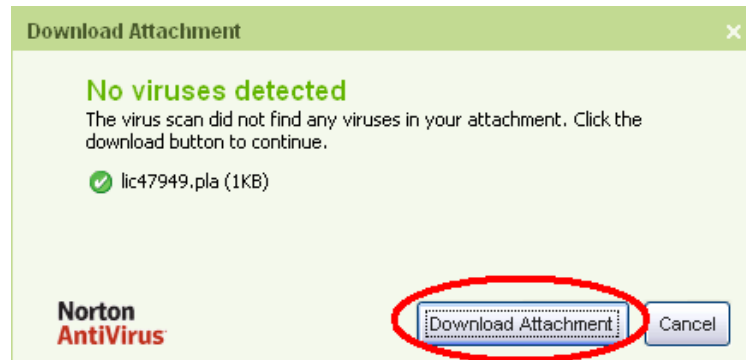 Download Attachment
No viruses detected
The virus scan did not find any viruses in your attachment. Click the
download button to continue.
lic47949.pla (1KB)
Norton
AntiVirus
Download Attachment
Cancel